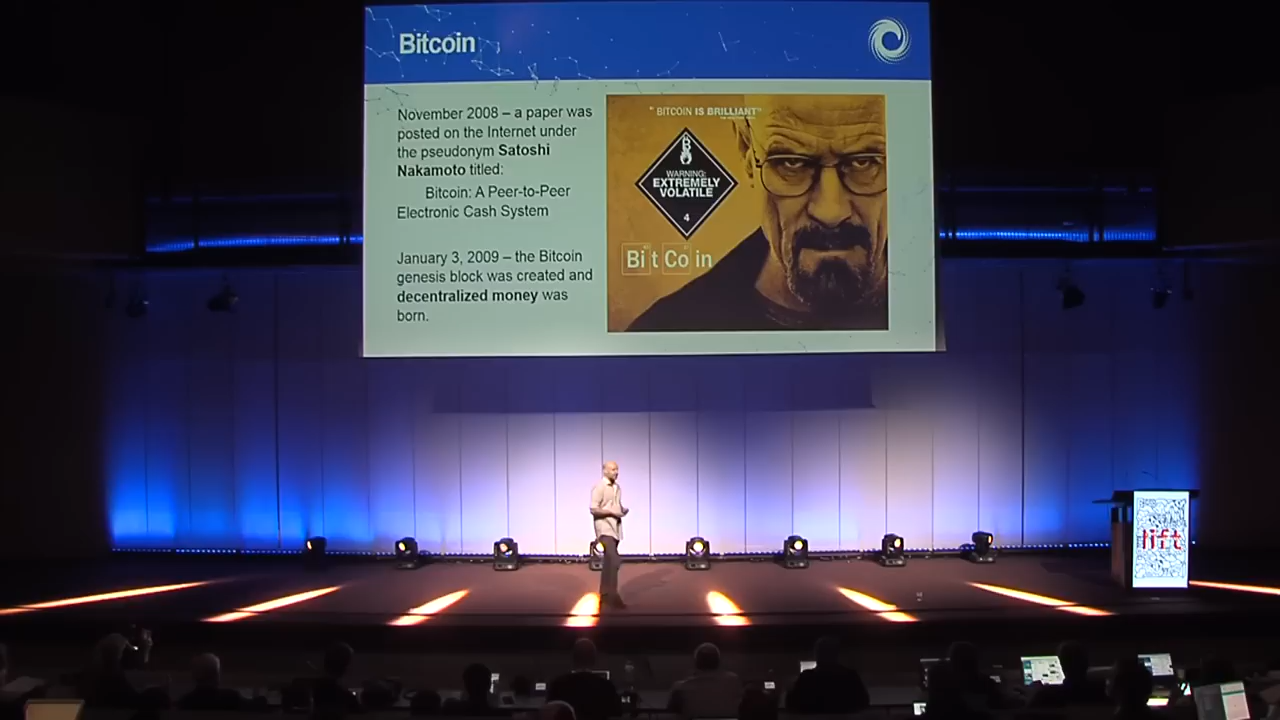 Bitcoin
November 2008 – a paper was
posted on the Internet under
the pseudonym Satoshi
Nakamoto titled:
Bitcoin: A Peer-to-Peer
Electronic Cash System
January 3, 2009 – the Bitcoin
genesis block was created and
decentralized money was
born.
" BITCOIN IS BRILLIANT"
WARNING:
EXTREMELY
VOLATILE
4
Bi t Co in
lift